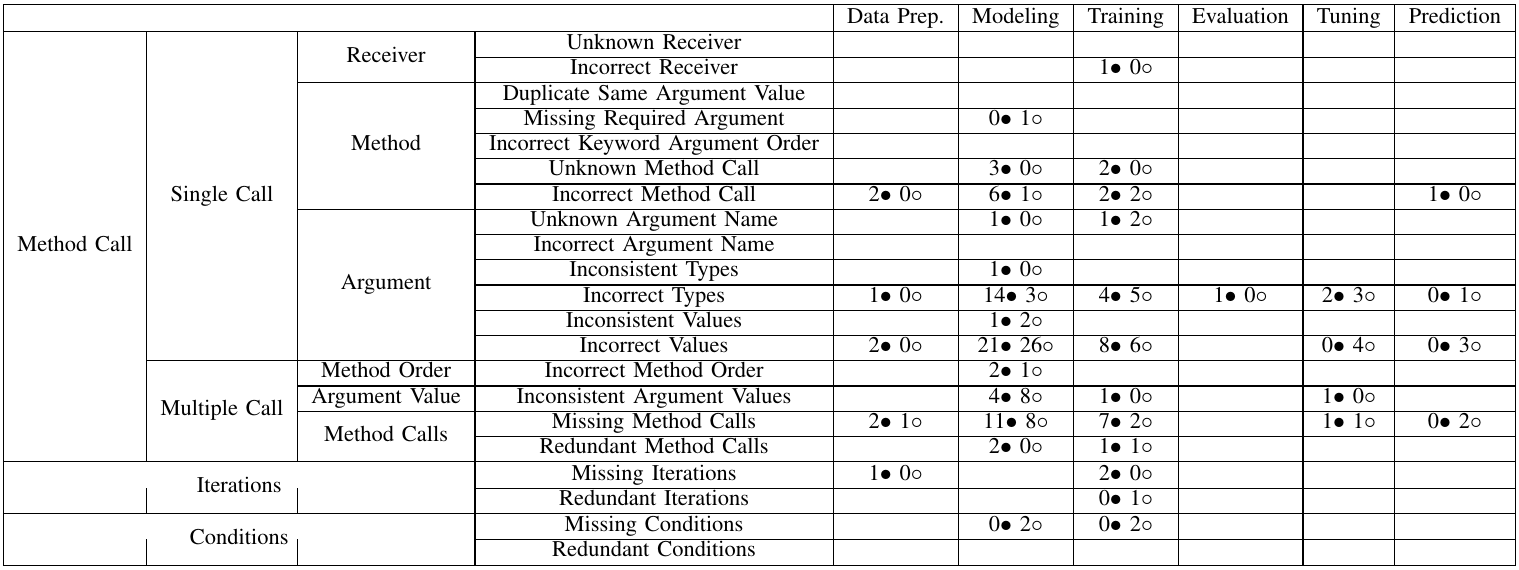 Data Prep. Modeling Training Evaluation Tuning Prediction
Method Call Single Call Receiver Unknown Receiver
Incorrect Receiver 1● 0○
Method Duplicate Same Argument Value
Missing Required Argument 0● 1○
Incorrect Keyword Argument Order
Unknown Method Call 3● 0○ 2● 0○
Incorrect Method Call 2● 0○ 6● 1○ 2● 2○ 1● 0○
Argument Unknown Argument Name 1● 0○ 1● 2○
Incorrect Argument Name
Inconsistent Types 1● 0○
Incorrect Types 1● 0○ 14● 3○ 4● 5○ 1● 0○ 2● 3○ 0● 1○
Inconsistent Values 1● 2○
Incorrect Values 2● 0○ 21● 26○ 8● 6○ 0● 4○ 0● 3○
Multiple Call Method Order Incorrect Method Order 2● 1○
Argument Value Inconsistent Argument Values 4● 8○ 1● 0○ 1● 0○
Method Calls Missing Method Calls 2● 1○ 11● 8○ 7● 2○ 1● 1○ 0● 2○
Redundant Method Calls 2● 0○ 1● 1○
Iterations Missing Iterations 1● 0○ 2● 0○
Redundant Iterations 0● 1○
Conditions Missing Conditions 0● 2○ 0● 2○
Redundant Conditions